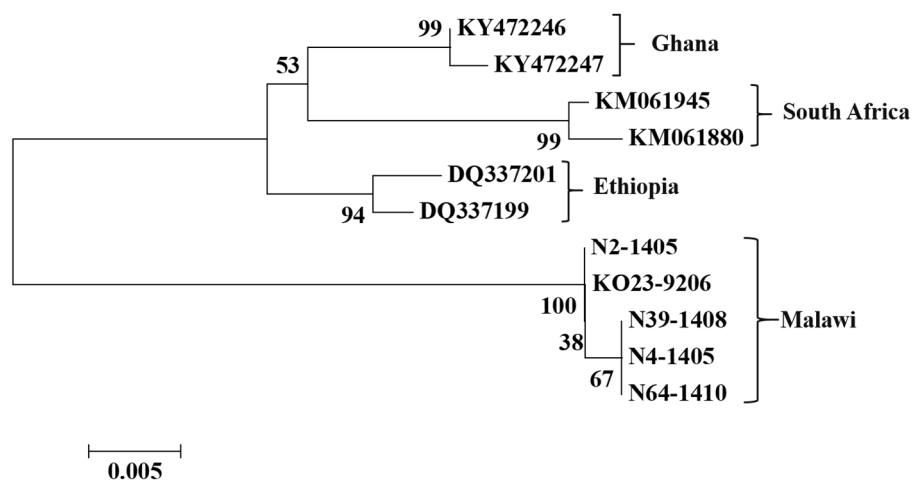 99 KY472246
Ghana
KY472247
53
KM061945
South Africa
99 KM061880
DQ337201
Ethiopia
94 DQ337199
N2-1405
KO23-9206
100
N39-1408
Malawi
38
N4-1405
67
N64-1410
0.005